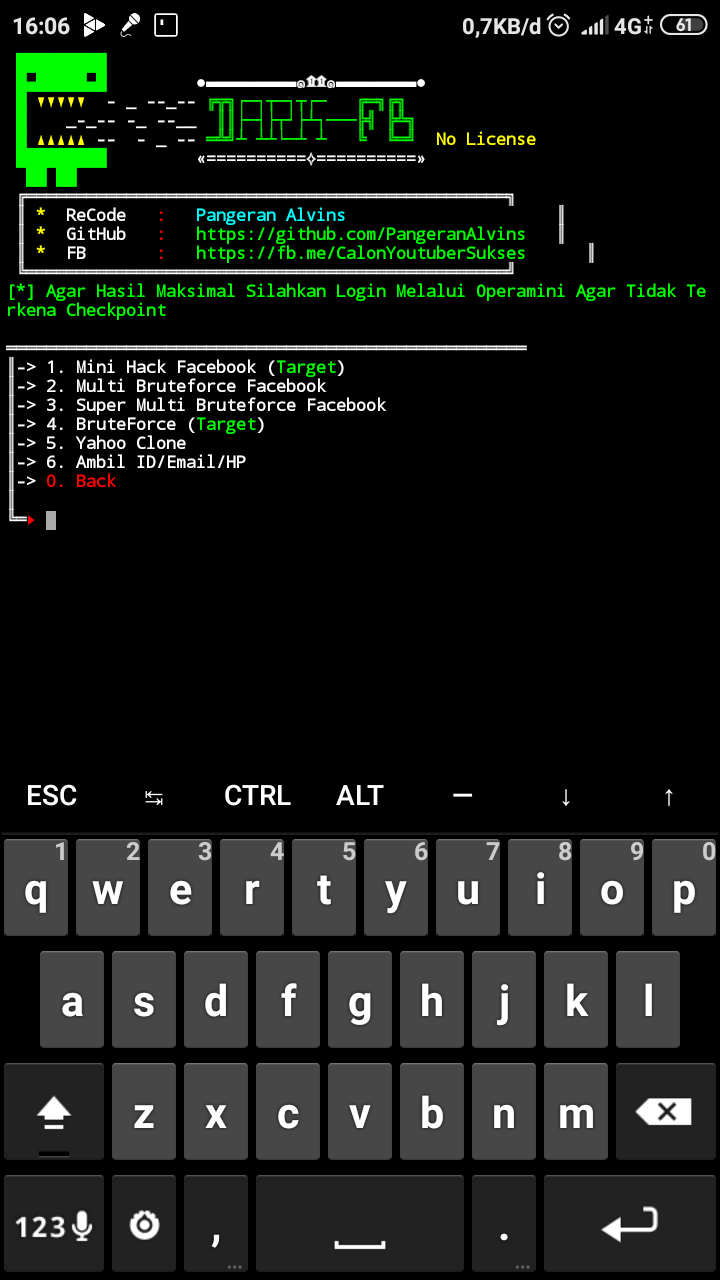 16:06 0,7KB/d 4G 61
DARK-FB No License
* ReCode : Pangeran Alvins
* GitHub : https://github.com/PangeranAlvins
* FB : https://fb.me/CalonYoutuberSukses
[*] Agar Hasil Maksimal Silahkan Login Melalui Operamini Agar Tidak Te
rkena Checkpoint
-> 1. Mini Hack Facebook (Target)
-> 2. Multi Bruteforce Facebook
-> 3. Super Multi Bruteforce Facebook
-> 4. BruteForce (Target)
-> 5. Yahoo Clone
-> 6. Ambil ID/Email/HP
-> 0. Back
ESC ↹ CTRL ALT — ↓ ↑
1 2 3 4 5 6 7 8 9 0
q w e r t y u i o p
a s d f g h j k l
z x c v b n m
123 , .